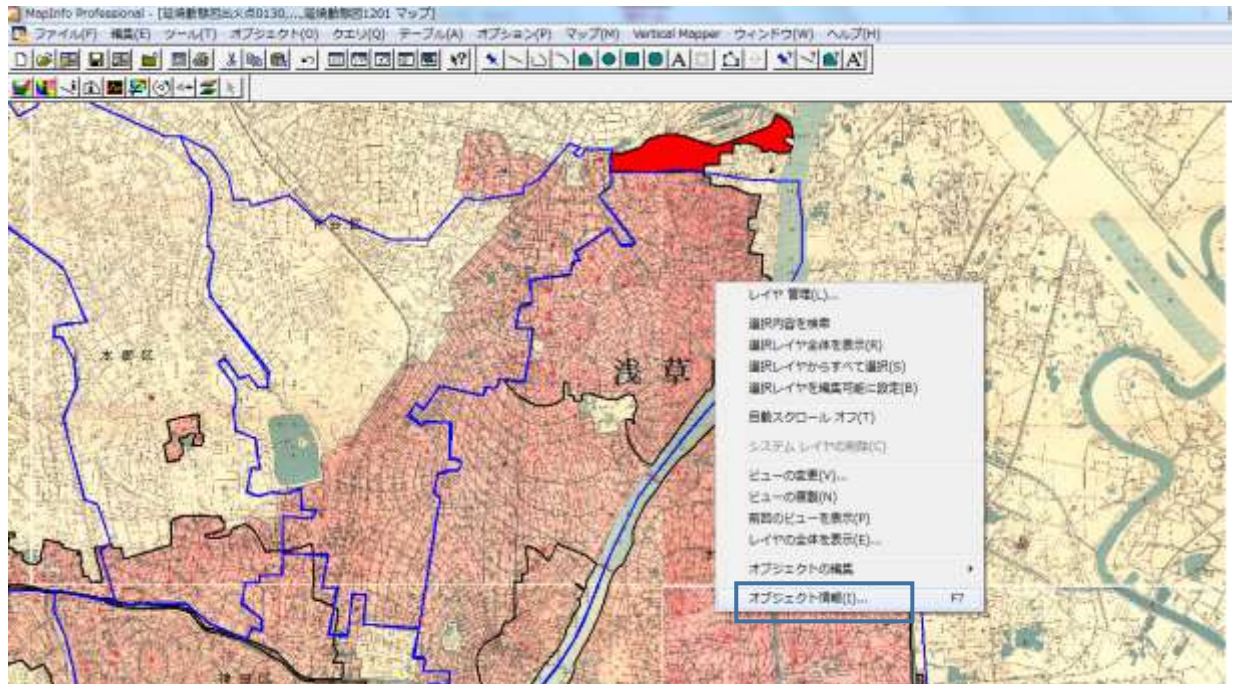 MapInfo Professional - [延焼動態図出火点0130,...,延焼動態図1201 マップ]
ファイル(F) 編集(E) ツール(T) オブジェクト(O) クエリ(Q) テーブル(A) オプション(P) マップ(M) Vertical Mapper ウィンドウ(W) ヘルプ(H)
本郷区
浅草
レイヤ 管理(L)...
選択内容を検索
選択レイヤ全体を表示(R)
選択レイヤからすべて選択(S)
選択レイヤを編集可能に設定(B)
自動スクロール オフ(T)
システム レイヤの削除(C)
ビューの変更(V)...
ビューの複製(N)
前回のビューを表示(P)
レイヤの全体を表示(E)...
オブジェクトの編集
オブジェクト情報(I)... F7